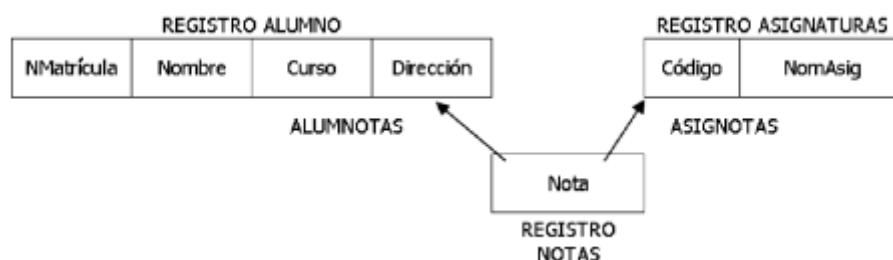 REGISTRO ALUMNO
REGISTRO ASIGNATURAS
NMatrícula Nombre Curso Dirección
Código NomAsig
ALUMNOTAS
ASIGNOTAS
Nota
REGISTRO
NOTAS